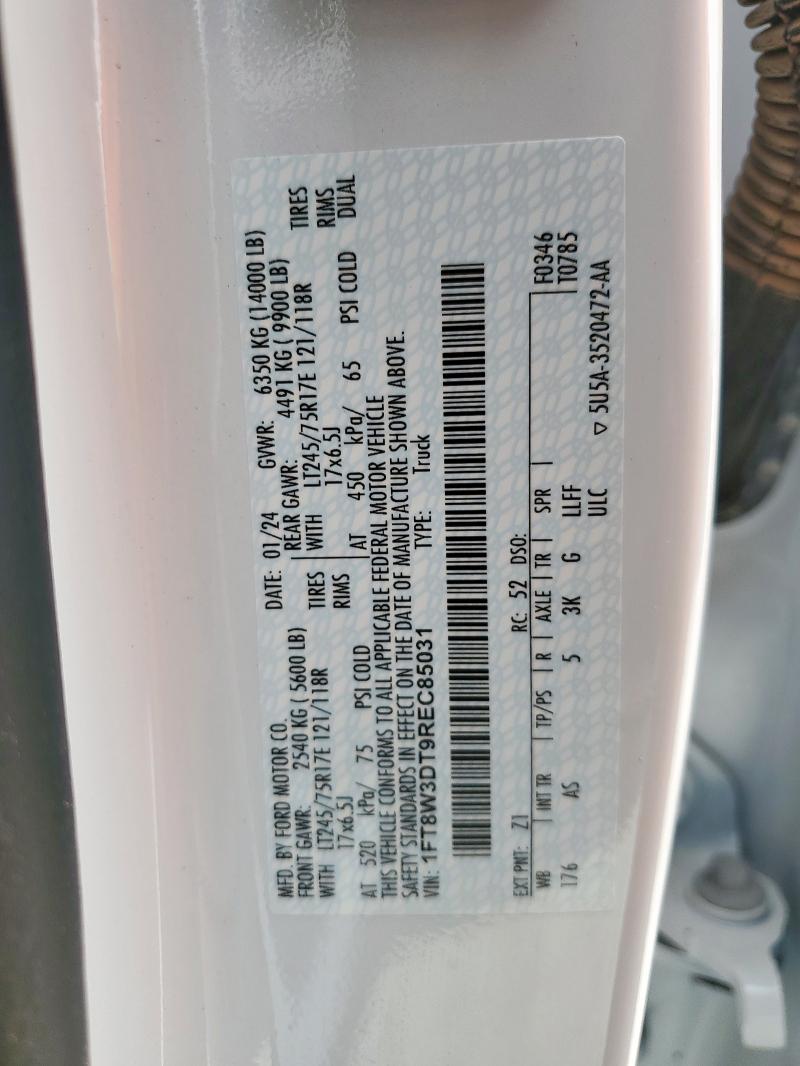 MFD. BY FORD MOTOR CO.
DATE: 01/24 GVWR: 6350 KG (14000 LB)
FRONT GAWR: 2540 KG ( 5600 LB) REAR GAWR: 4491 KG ( 9900 LB)
WITH LT245/75R17E 121/118R TIRES WITH LT245/75R17E 121/118R TIRES
17x6.5J RIMS 17x6.5J RIMS
AT 520 kPa/ 75 PSI COLD AT 450 kPa/ 65 PSI COLD DUAL
THIS VEHICLE CONFORMS TO ALL APPLICABLE FEDERAL MOTOR VEHICLE
SAFETY STANDARDS IN EFFECT ON THE DATE OF MANUFACTURE SHOWN ABOVE.
VIN: 1FT8W3DT9REC85031 TYPE: Truck
EXT PNT: Z1 RC: 52 DSO:
WB INT TR TP/PS R AXLE TR SPR F0346
176 AS 5 3K G LLFF T0785
ULC
▽ 5U5A-3520472-AA